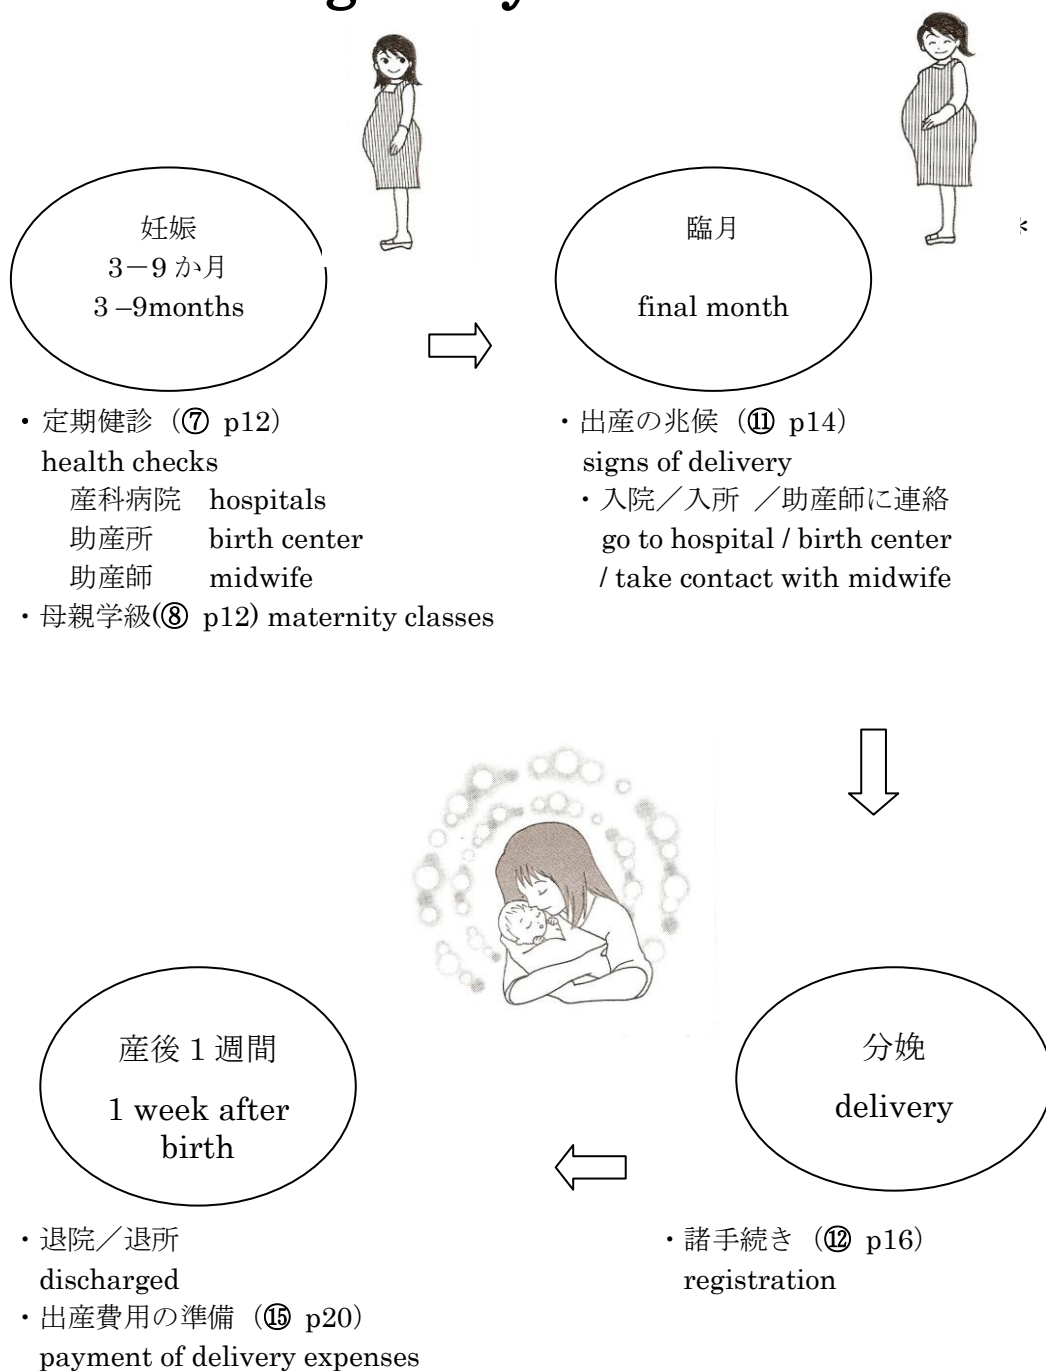 妊娠
3－9か月
3 –9months
臨月
final month
・定期健診（⑦ p12）
health checks
産科病院 hospitals
助産所 birth center
助産師 midwife
・母親学級(⑧ p12) maternity classes
・出産の兆候（⑪ p14）
signs of delivery
・入院／入所 ／助産師に連絡
go to hospital / birth center
/ take contact with midwife
産後1週間
1 week after
birth
分娩
delivery
・退院／退所
discharged
・出産費用の準備（⑮ p20）
payment of delivery expenses
・諸手続き（⑫ p16）
registration